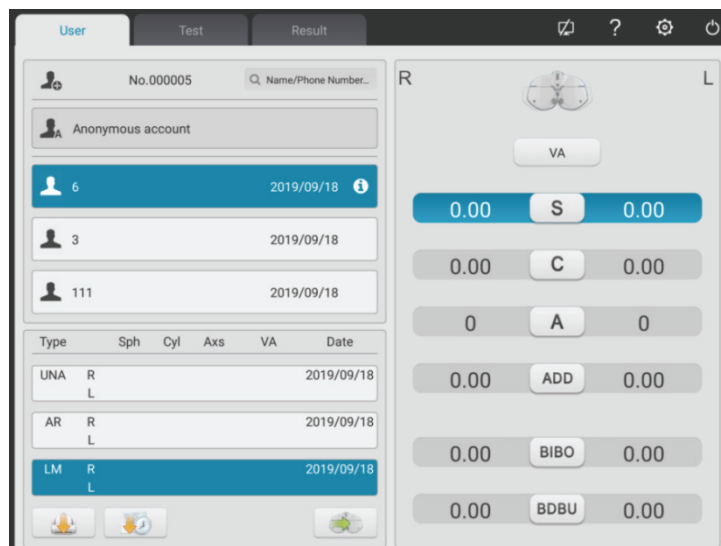 User Test Result ?
No.000005 Name/Phone Number...
Anonymous account
6 2019/09/18
3 2019/09/18
111 2019/09/18
Type Sph Cyl Axs VA Date
UNA R 2019/09/18
L
AR R 2019/09/18
L
LM R 2019/09/18
L
R L
VA
0.00 S 0.00
0.00 C 0.00
0 A 0
0.00 ADD 0.00
0.00 BIBO 0.00
0.00 BDBU 0.00